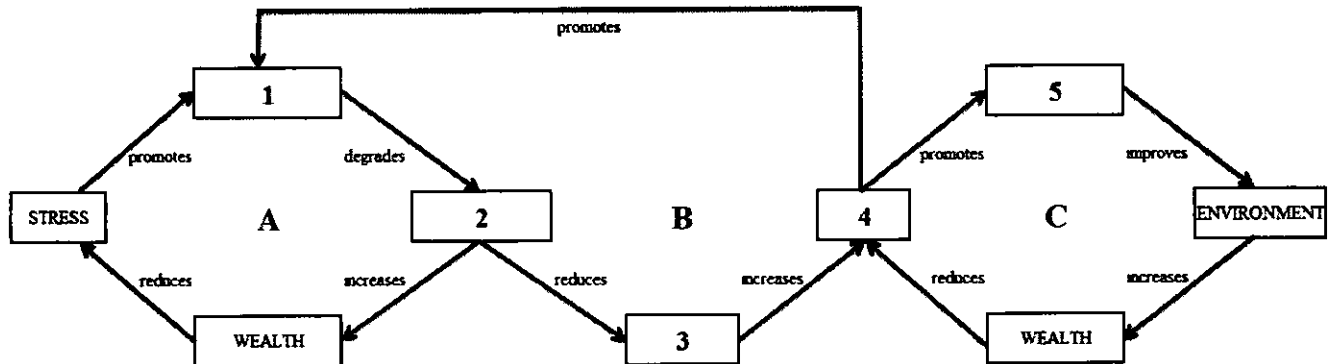 promotes
1
5
promotes
degrades
promotes
improves
STRESS
A
2
B
4
C
ENVIRONMENT
reduces
increases
reduces
increases
reduces
increases
WEALTH
3
WEALTH